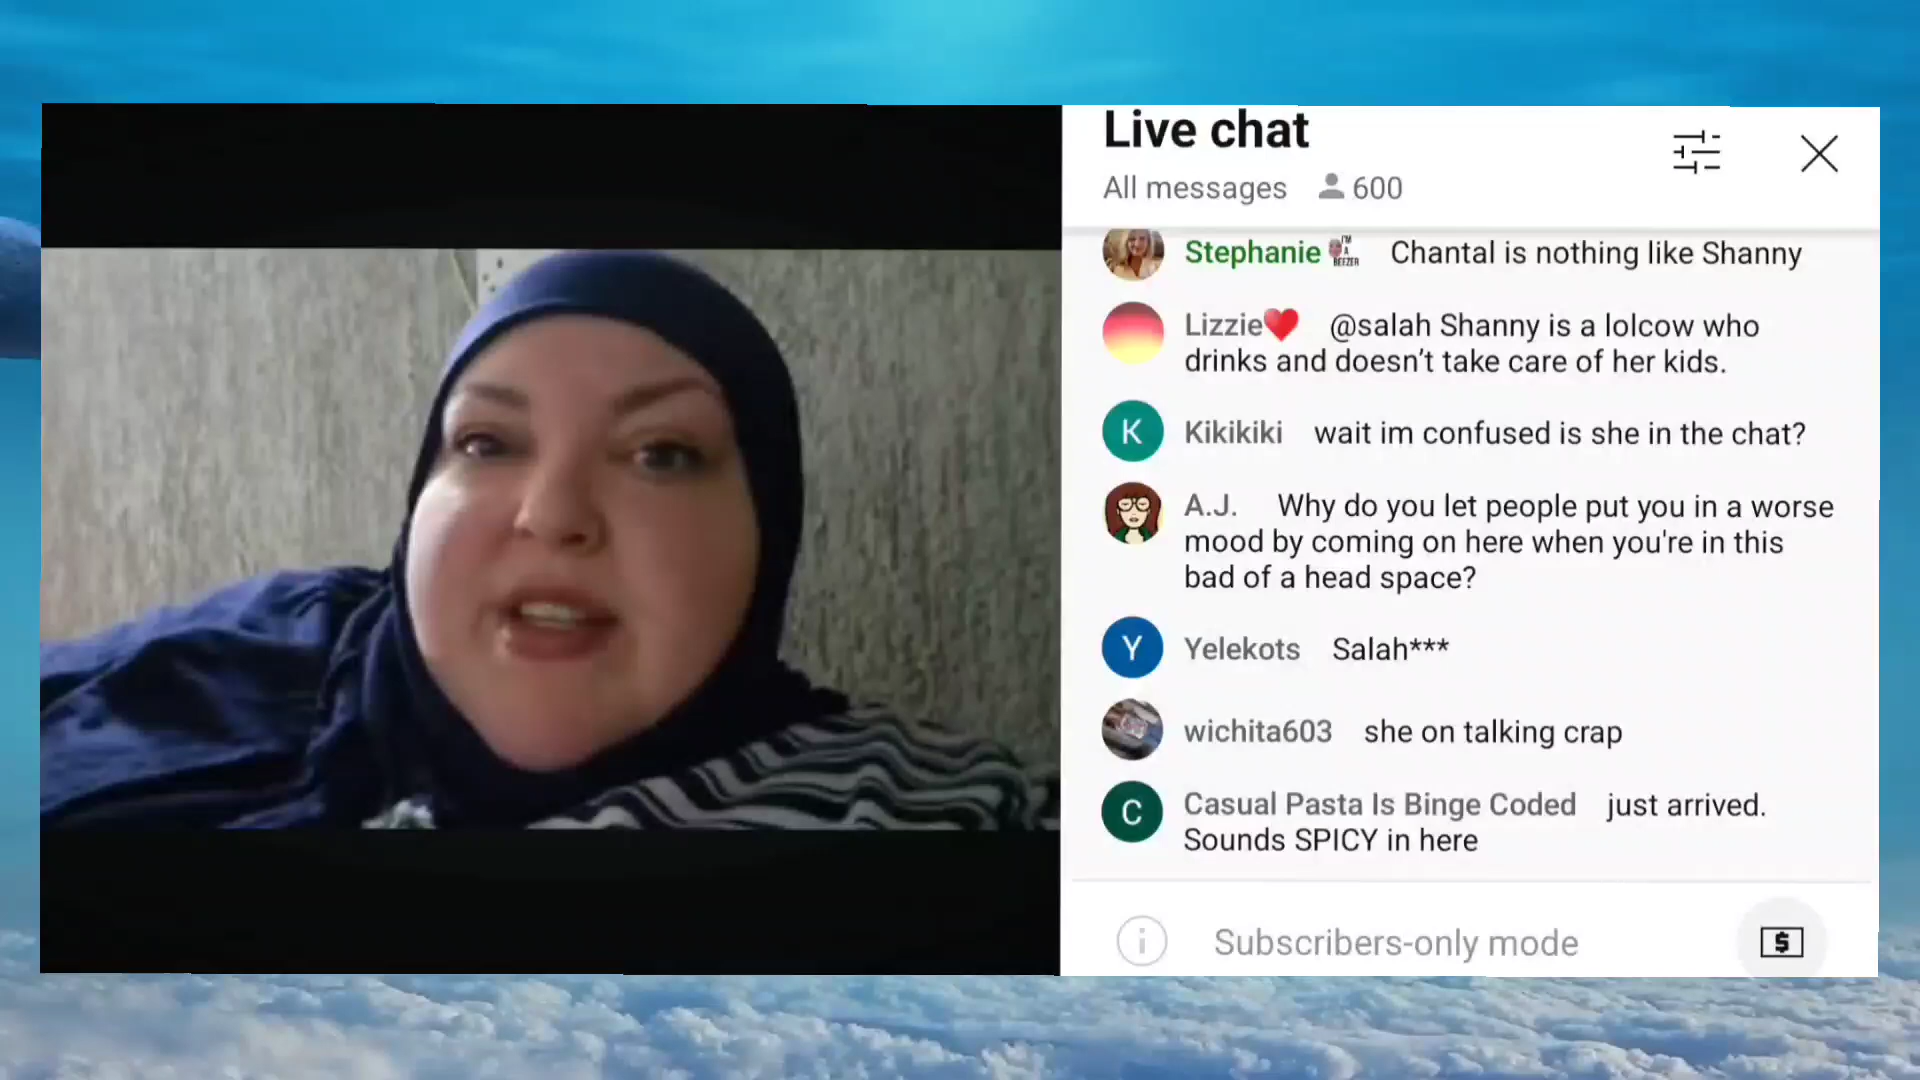 Live chat
All messages 600
Stephanie I'M A BEEZER Chantal is nothing like Shanny
Lizzie❤️ @salah Shanny is a lolcow who
drinks and doesn’t take care of her kids.
K Kikikiki wait im confused is she in the chat?
A.J. Why do you let people put you in a worse
mood by coming on here when you're in this
bad of a head space?
Y Yelekots Salah***
wichita603 she on talking crap
C Casual Pasta Is Binge Coded just arrived.
Sounds SPICY in here
Subscribers-only mode